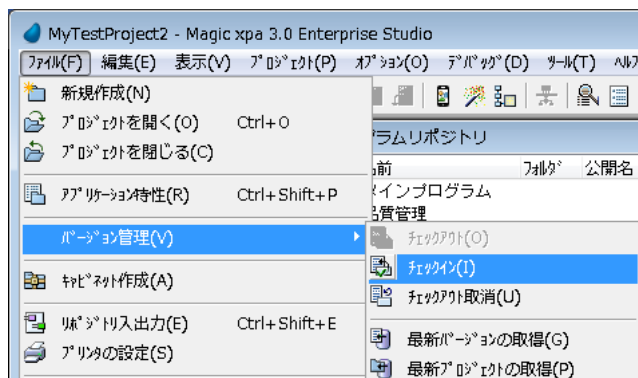 MyTestProject2 - Magic xpa 3.0 Enterprise Studio
ﾌｧｲﾙ(F) 編集(E) 表示(V) ﾌﾟﾛｼﾞｪｸﾄ(P) ｵﾌﾟｼｮﾝ(O) ﾃﾞﾊﾞｯｸﾞ(D) ﾂｰﾙ(T) ﾍﾙﾌ
新規作成(N)
ﾌﾟﾛｼﾞｪｸﾄを開く(O) Ctrl+O
ﾌﾟﾛｼﾞｪｸﾄを閉じる(C)
ｱﾌﾟﾘｹｰｼｮﾝ特性(R) Ctrl+Shift+P
ﾊﾞｰｼﾞｮﾝ管理(V)
ｷｬﾋﾞﾈｯﾄ作成(A)
ﾘﾎﾟｼﾞﾄﾘ入出力(E) Ctrl+Shift+E
ﾌﾟﾘﾝﾀの設定(S)
グラムリポジトリ
名前 ﾌｫﾙﾀﾞ 公開名
メインプログラム
品質管理
ﾁｪｯｸｱｳﾄ(O)
ﾁｪｯｸｲﾝ(I)
ﾁｪｯｸｱｳﾄ取消(U)
最新ﾊﾞｰｼﾞｮﾝの取得(G)
最新ﾌﾟﾛｼﾞｪｸﾄの取得(P)